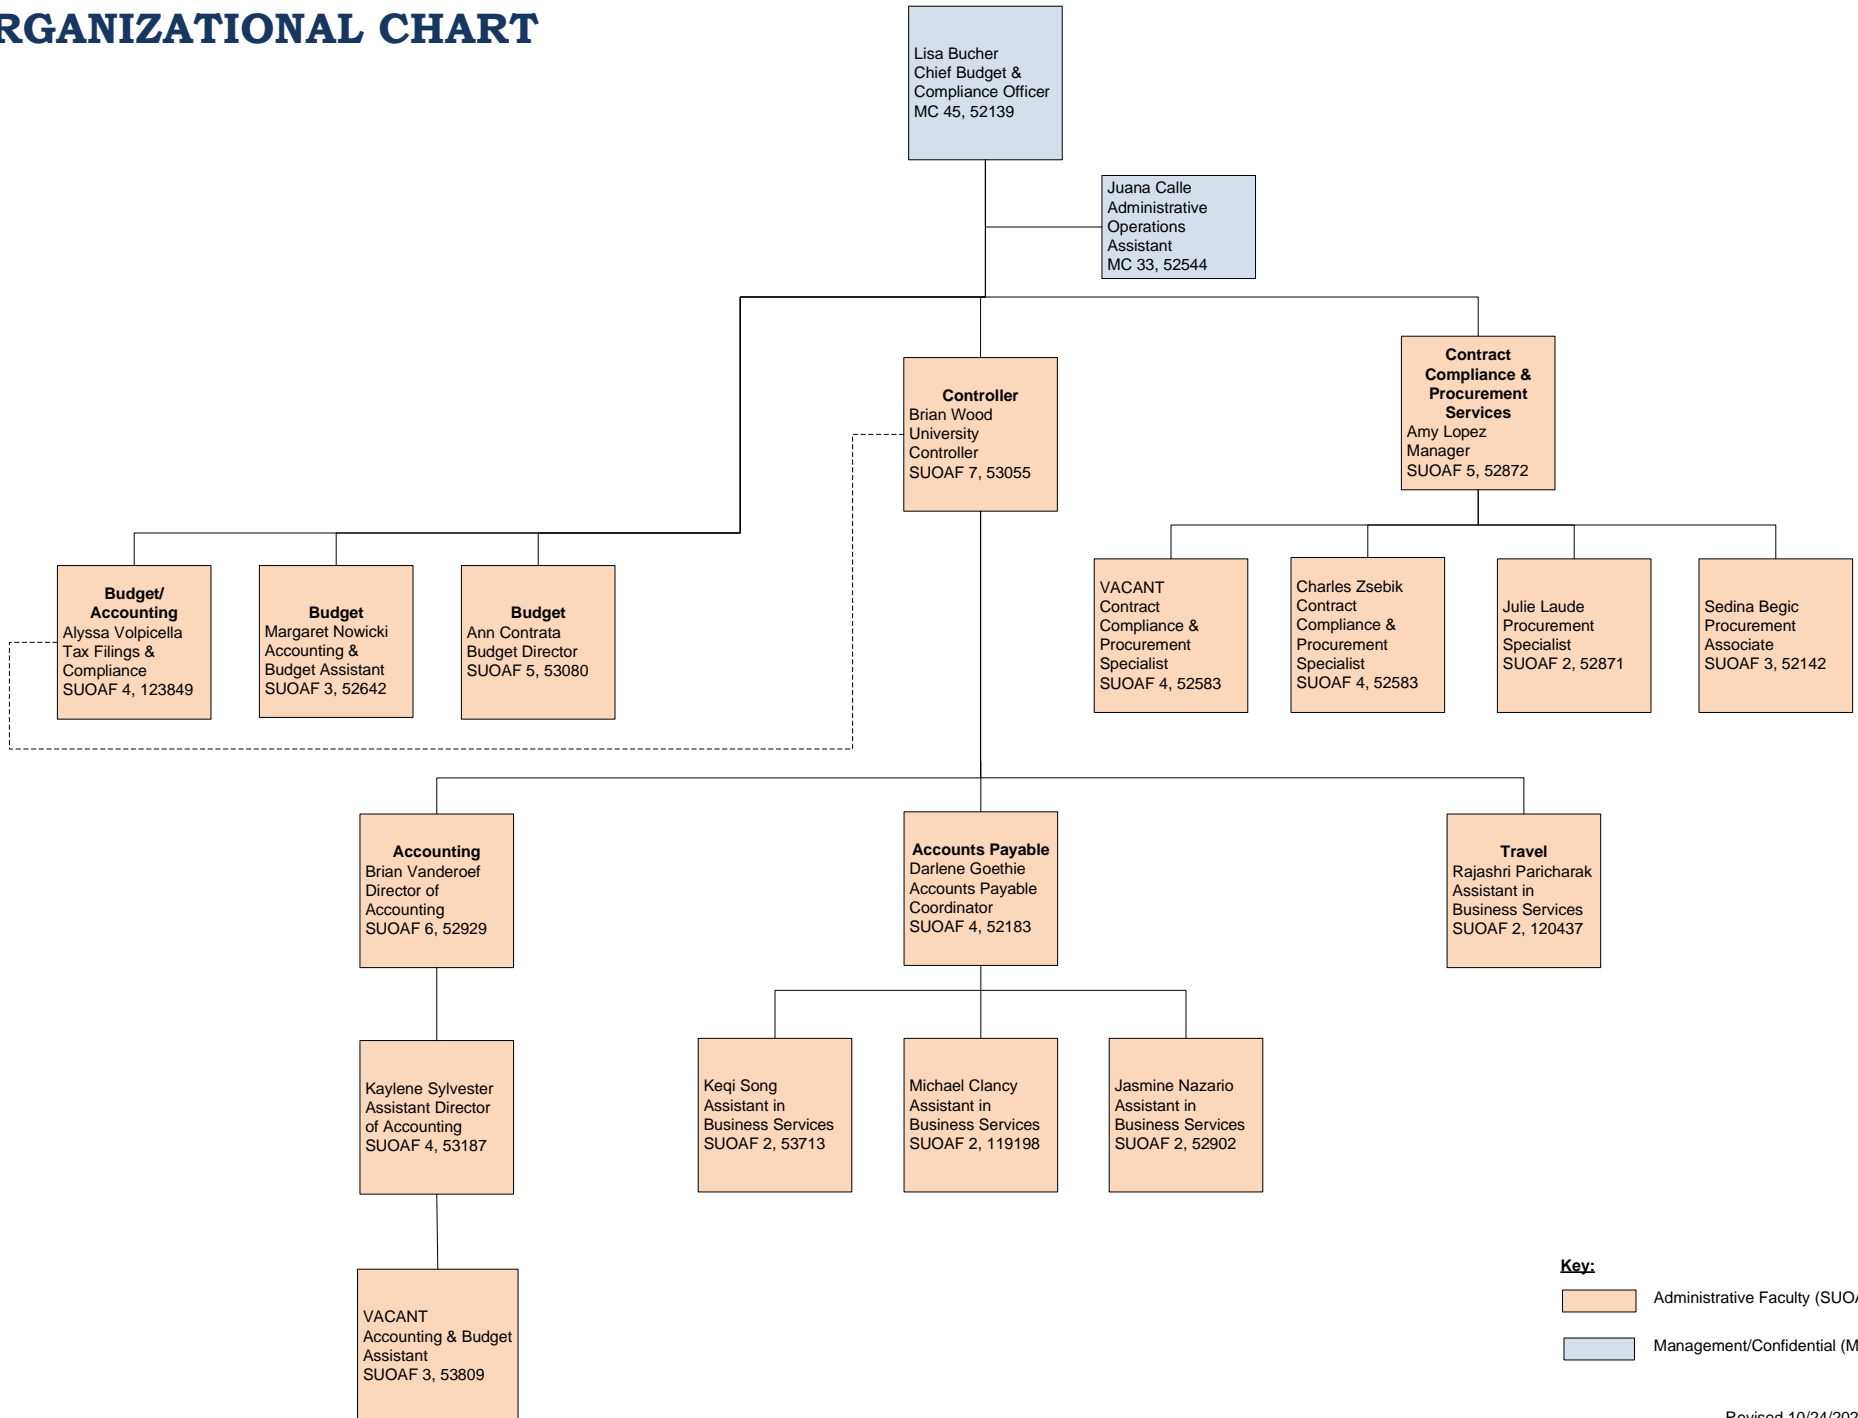 RGANIZATIONAL CHART
Lisa Bucher
Chief Budget &
Compliance Officer
MC 45, 52139
Juana Calle
Administrative
Operations
Assistant
MC 33, 52544
Controller
Brian Wood
University
Controller
SUOAF 7, 53055
Contract
Compliance &
Procurement
Services
Amy Lopez
Manager
SUOAF 5, 52872
Budget/
Accounting
Alyssa Volpicella
Tax Filings &
Compliance
SUOAF 4, 123849
Budget
Margaret Nowicki
Accounting &
Budget Assistant
SUOAF 3, 52642
Budget
Ann Contrata
Budget Director
SUOAF 5, 53080
VACANT
Contract
Compliance &
Procurement
Specialist
SUOAF 4, 52583
Charles Zsebik
Contract
Compliance &
Procurement
Specialist
SUOAF 4, 52583
Julie Laude
Procurement
Specialist
SUOAF 2, 52871
Sedina Begic
Procurement
Associate
SUOAF 3, 52142
Accounting
Brian Vanderoef
Director of
Accounting
SUOAF 6, 52929
Accounts Payable
Darlene Goethie
Accounts Payable
Coordinator
SUOAF 4, 52183
Travel
Rajashri Paricharak
Assistant in
Business Services
SUOAF 2, 120437
Kaylene Sylvester
Assistant Director
of Accounting
SUOAF 4, 53187
Keqi Song
Assistant in
Business Services
SUOAF 2, 53713
Michael Clancy
Assistant in
Business Services
SUOAF 2, 119198
Jasmine Nazario
Assistant in
Business Services
SUOAF 2, 52902
VACANT
Accounting & Budget
Assistant
SUOAF 3, 53809
Key:
Administrative Faculty (SUOA
Management/Confidential (M
Revised 10/24/202